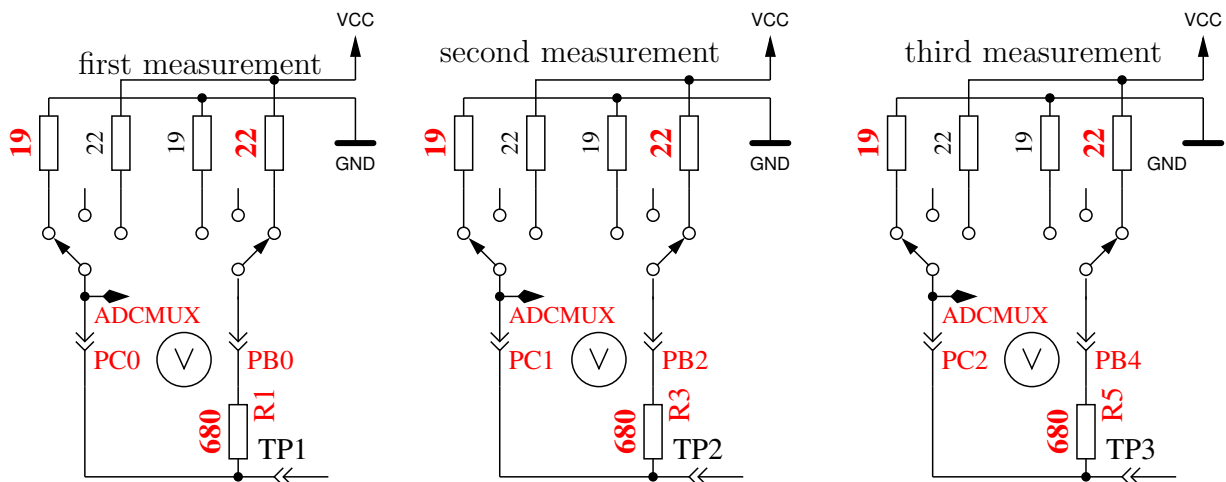 VCC
first measurement
19
22
19
22
GND
ADCMUX
PC0
V
PB0
680
R1
TP1
VCC
second measurement
19
22
19
22
GND
ADCMUX
PC1
V
PB2
680
R3
TP2
VCC
third measurement
19
22
19
22
GND
ADCMUX
PC2
V
PB4
680
R5
TP3